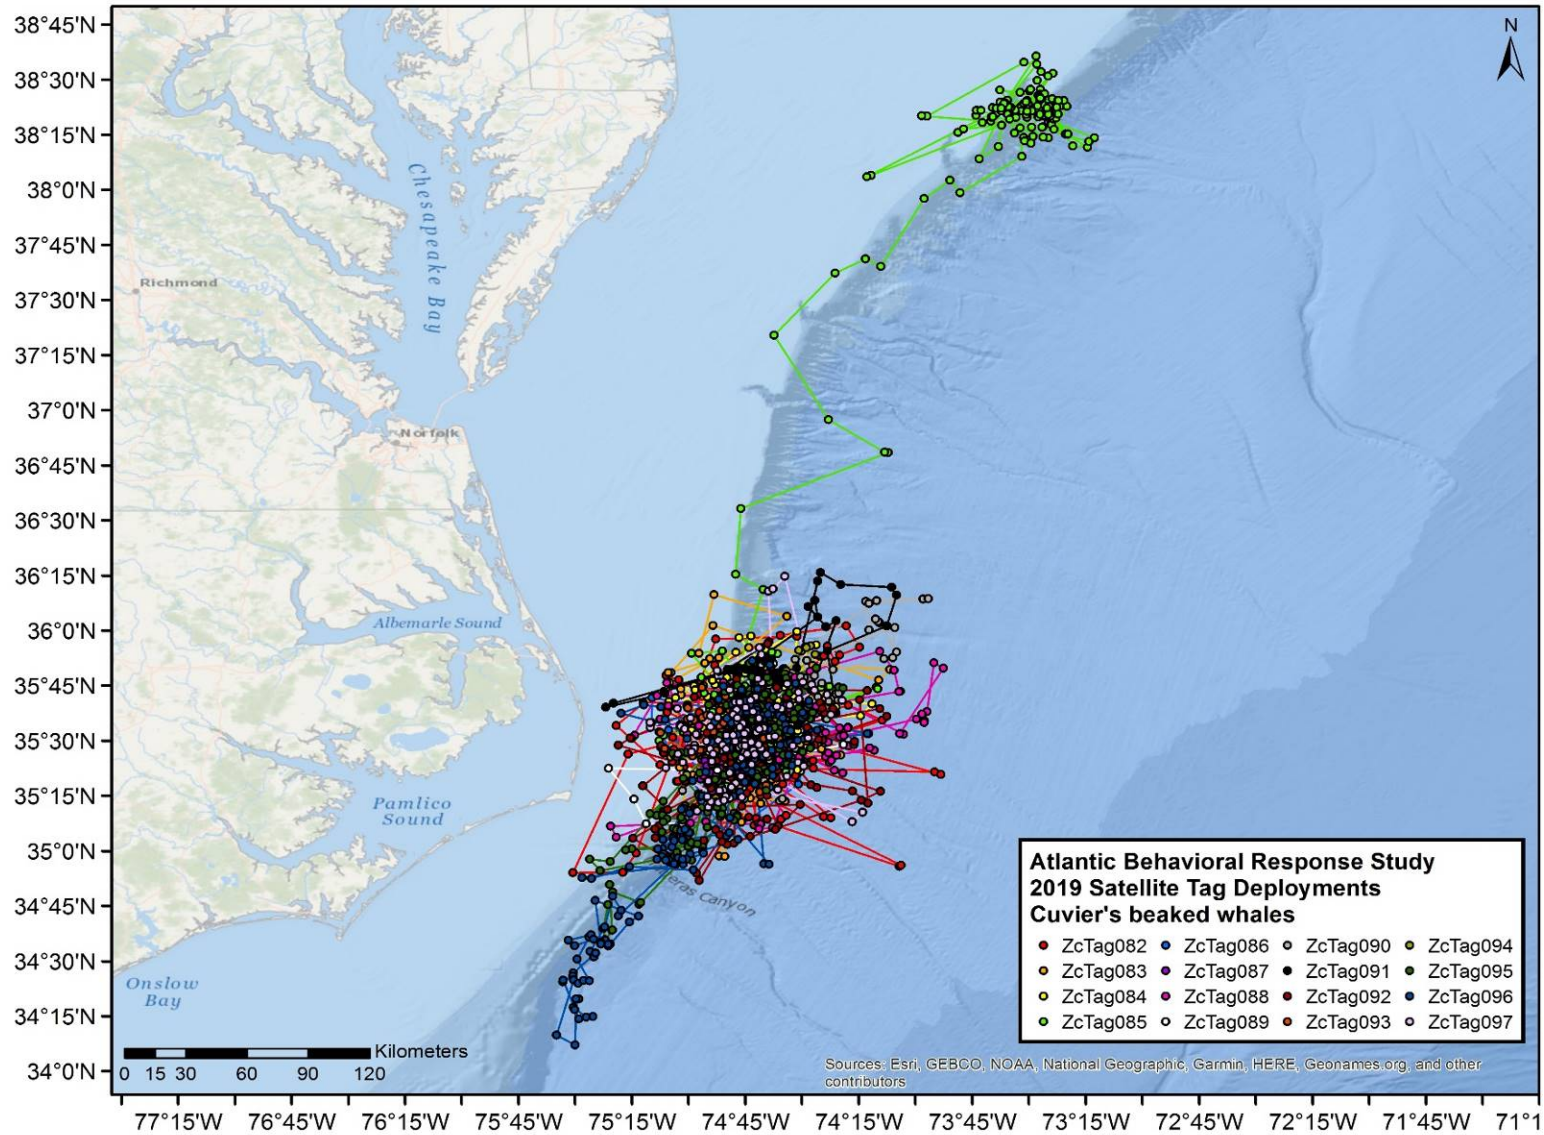 38°45'N
38°30'N
38°15'N
38°0'N
37°45'N
37°30'N
37°15'N
37°0'N
36°45'N
36°30'N
36°15'N
36°0'N
35°45'N
35°30'N
35°15'N
35°0'N
34°45'N
34°30'N
34°15'N
34°0'N
N
Chesapeake Bay
Richmond
Norfolk
Albemarle Sound
Pamlico
Sound
Canyon
Onslow
Bay
Atlantic Behavioral Response Study
2019 Satellite Tag Deployments
Cuvier's beaked whales
ZcTag082 ZcTag086 ZcTag090 ZcTag094
ZcTag083 ZcTag087 ZcTag091 ZcTag095
ZcTag084 ZcTag088 ZcTag092 ZcTag096
ZcTag085 ZcTag089 ZcTag093 ZcTag097
Kilometers
0 15 30 60 90 120
Sources: Esri, GEBCO, NOAA, National Geographic, Garmin, HERE, Geonames.org, and other
contributors
77°15'W 76°45'W 76°15'W 75°45'W 75°15'W 74°45'W 74°15'W 73°45'W 73°15'W 72°45'W 72°15'W 71°45'W 71°1